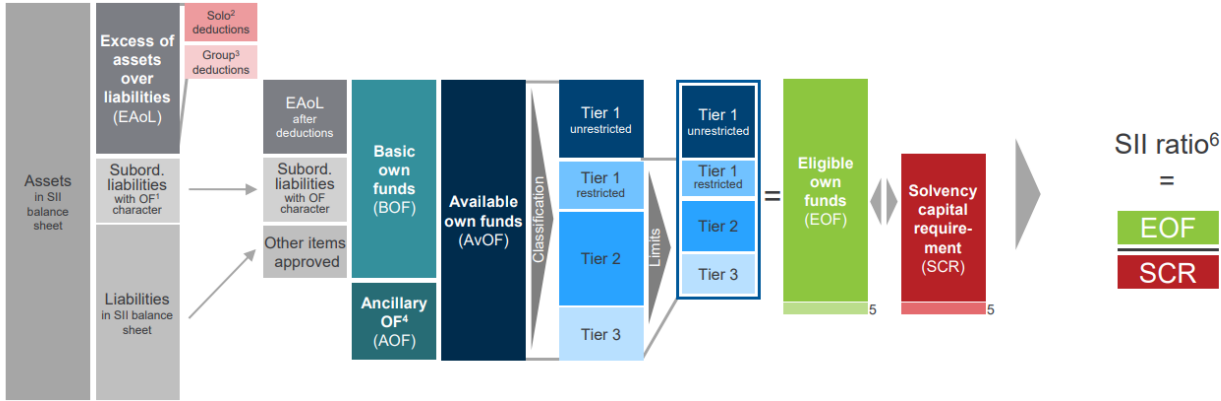 Assets
in SII
balance
sheet
Excess of
assets
over
liabilities
(EAoL)
Subord.
liabilities
with OF¹
character
Liabilities
in SII balance
sheet
Solo²
deductions
Group³
deductions
EAoL
after
deductions
Subord.
liabilities
with OF
character
Other items
approved
Basic
own
funds
(BOF)
Ancillary
OF⁴
(AOF)
Available
own funds
(AvOF)
Classification
Tier 1
unrestricted
Tier 1
restricted
Tier 2
Tier 3
Limits
Tier 1
unrestricted
Tier 1
restricted
Tier 2
Tier 3
=
Eligible
own
funds
(EOF)
5
Solvency
capital
require-
ment
(SCR)
5
SII ratio⁶
=
EOF
SCR